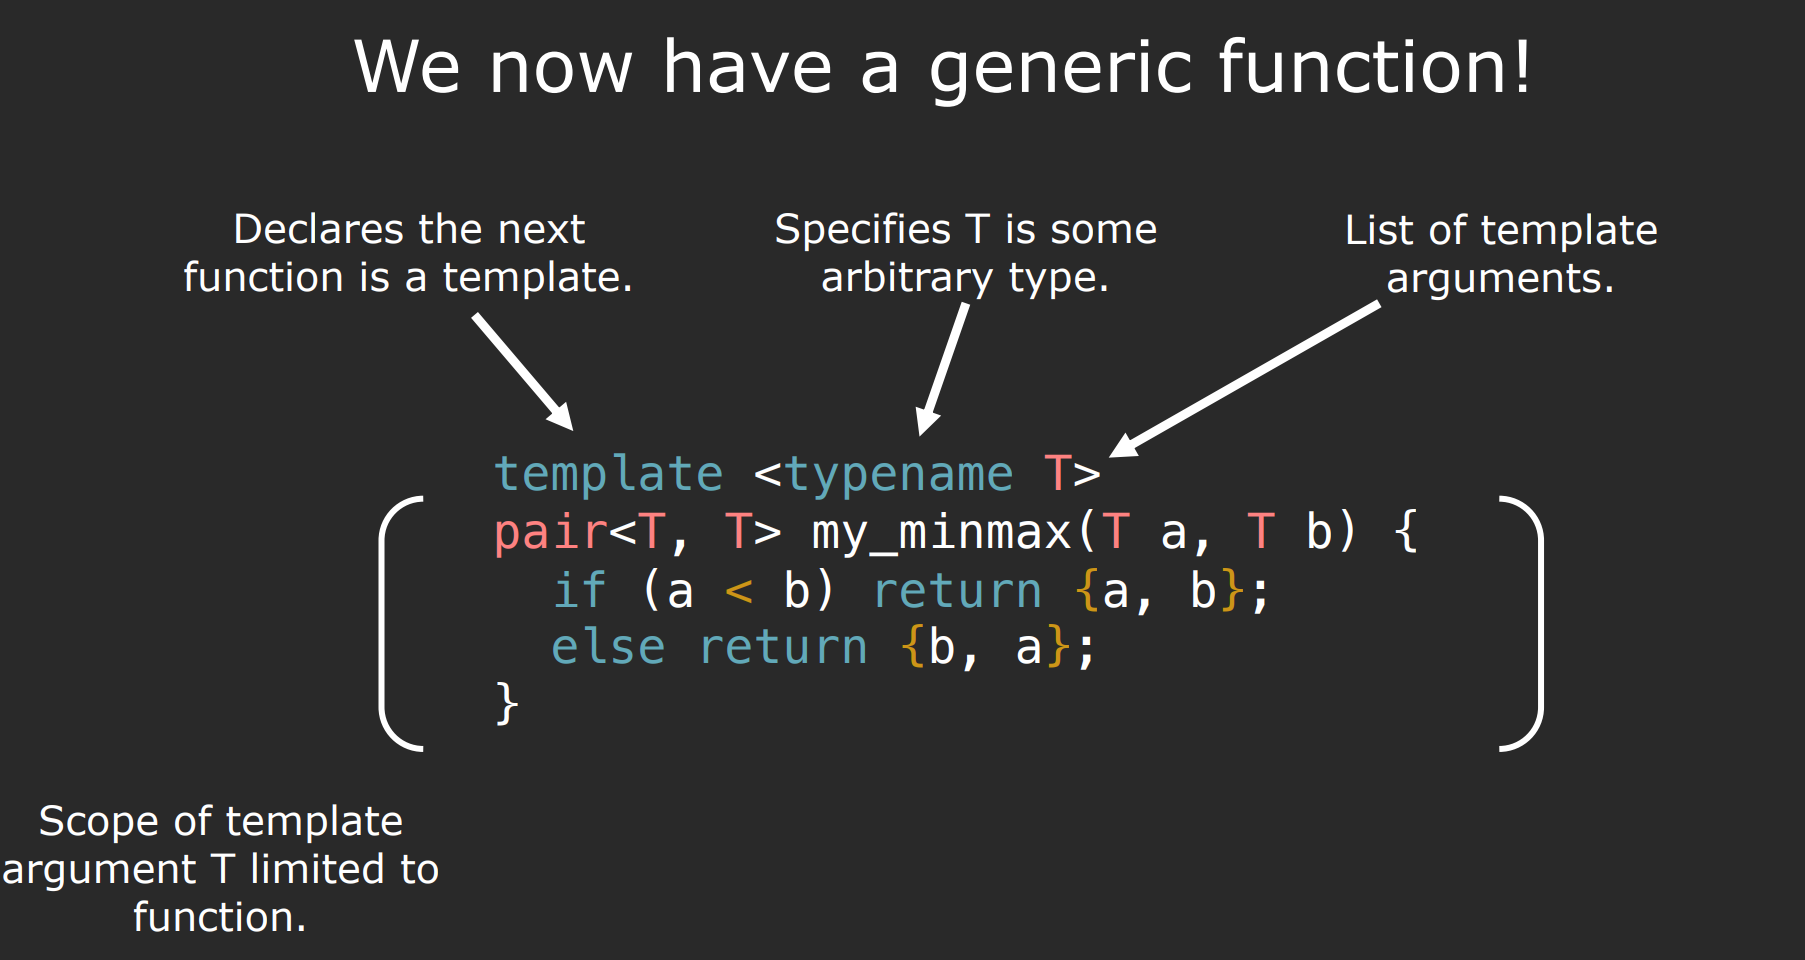 We now have a generic function!
Declares the next
function is a template.
Specifies T is some
arbitrary type.
List of template
arguments.
template <typename T>
pair<T, T> my_minmax(T a, T b) {
  if (a < b) return {a, b};
  else return {b, a};
}
Scope of template
argument T limited to
function.